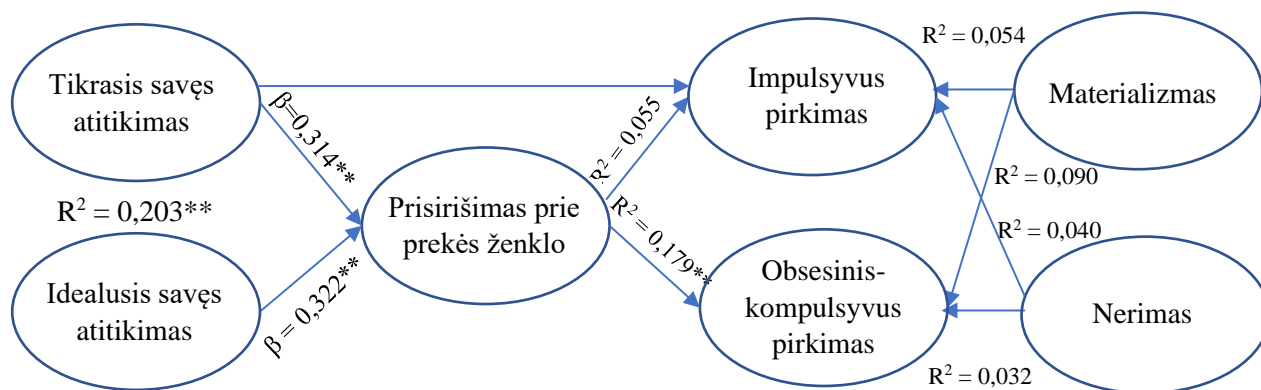 Tikrasis savęs
atitikimas
β=0,314**
R² = 0,203**
Idealusis savęs
atitikimas
β = 0,322**
Prisirišimas prie
prekės ženklo
R² = 0,055
R² = 0,179**
Impulsyvus
pirkimas
Obsesinis-
kompulsyvus
pirkimas
R² = 0,054
Materializmas
R² = 0,090
R² = 0,040
Nerimas
R² = 0,032